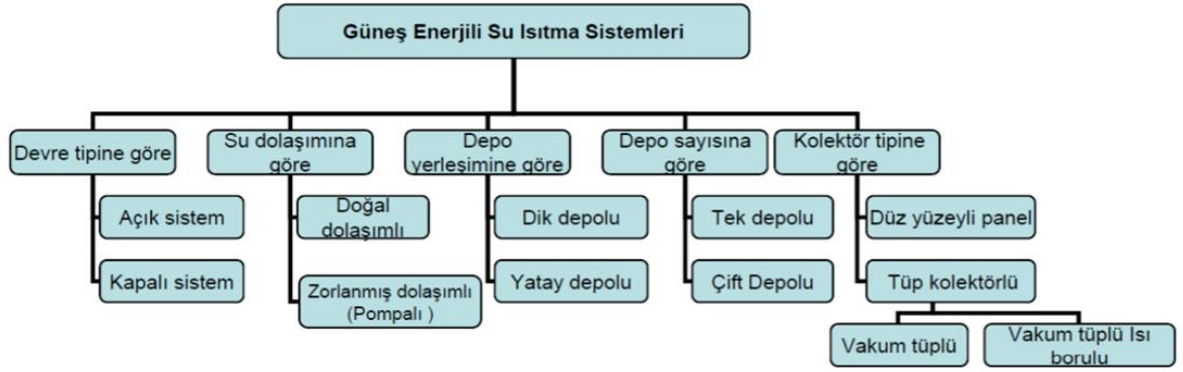 Güneş Enerjili Su Isıtma Sistemleri
Devre tipine göre
Su dolaşımına
göre
Depo
yerleşimine göre
Depo sayısına
göre
Kolektör tipine
göre
Açık sistem
Doğal
dolaşımlı
Dik depolu
Tek depolu
Düz yüzeyli panel
Kapalı sistem
Zorlanmış dolaşımlı
(Pompalı )
Yatay depolu
Çift Depolu
Tüp kolektörlü
Vakum tüplü
Vakum tüplü Isı
borulu